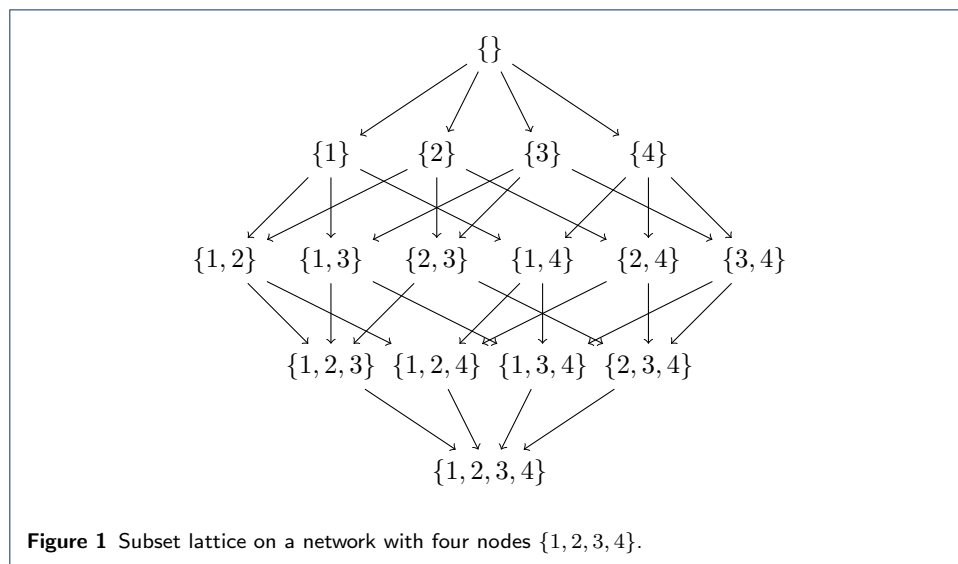 {}
{1} {2} {3} {4}
{1, 2} {1, 3} {2, 3} {1, 4} {2, 4} {3, 4}
{1, 2, 3} {1, 2, 4} {1, 3, 4} {2, 3, 4}
{1, 2, 3, 4}
Figure 1 Subset lattice on a network with four nodes {1, 2, 3, 4}.